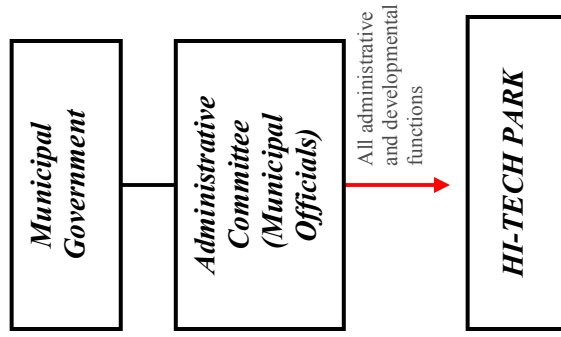 Municipal
Government
Administrative
Committee
(Municipal
Officials)
All administrative
and developmental
functions
HI-TECH PARK